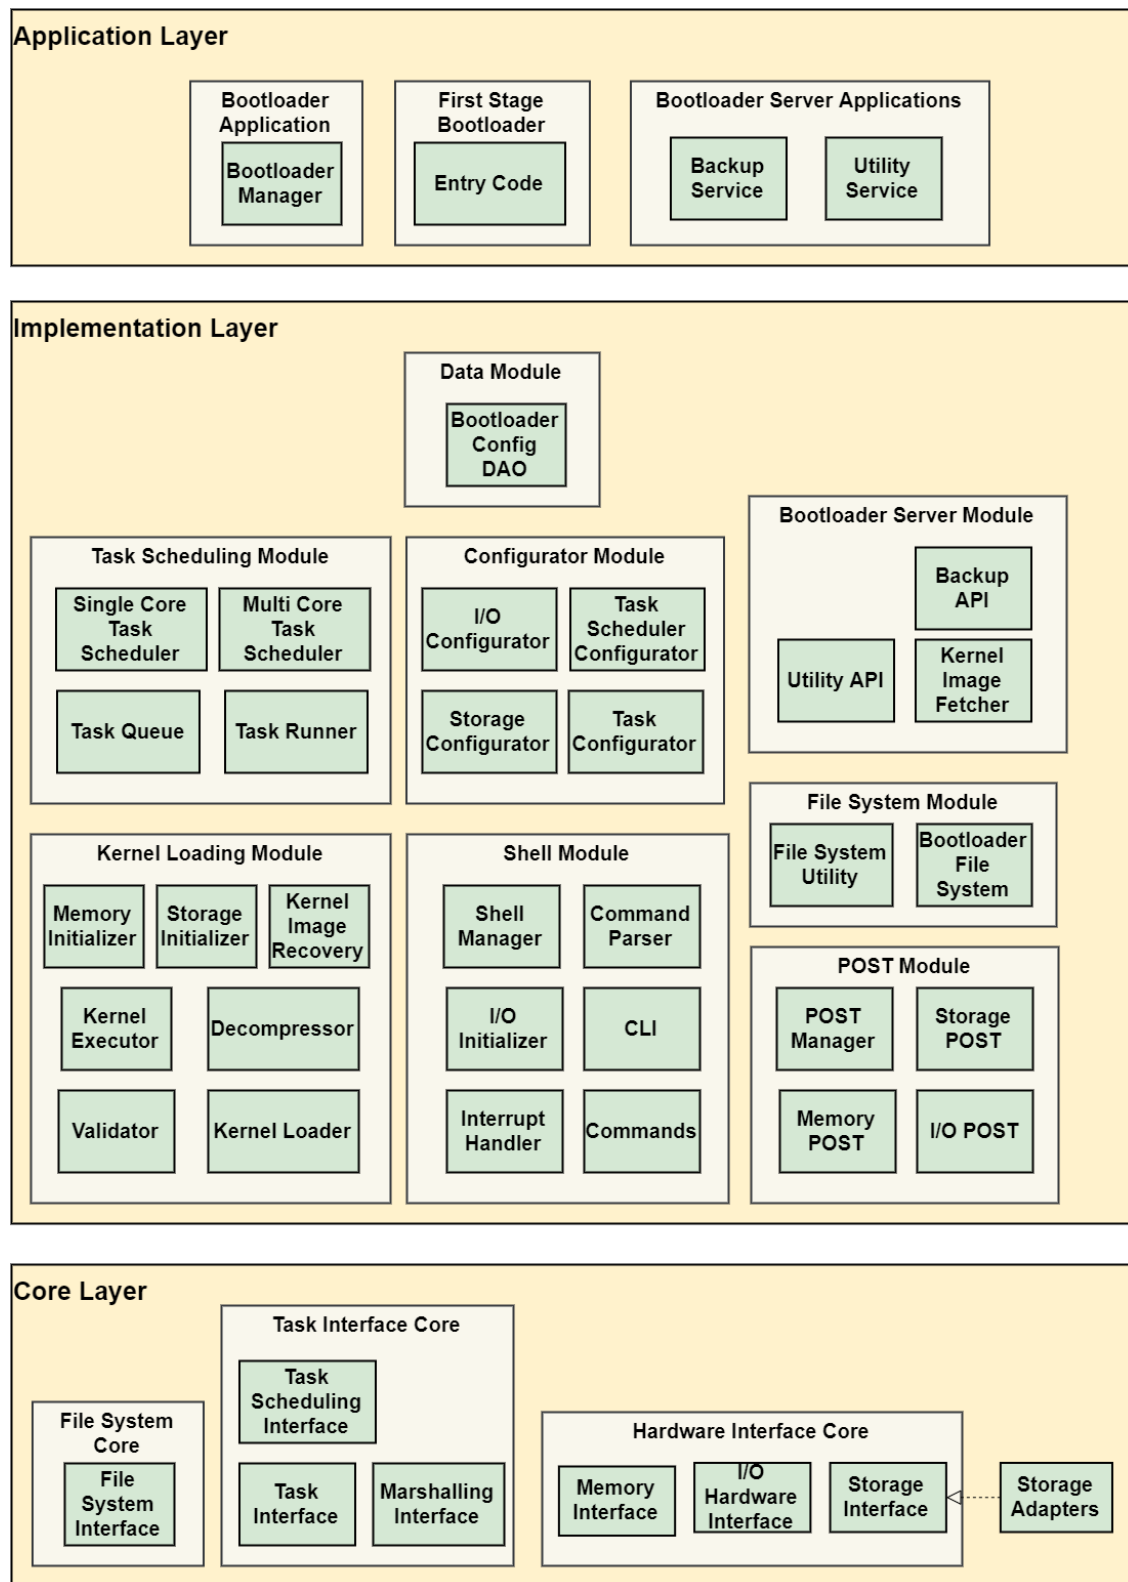 Application Layer
Bootloader
Application
Bootloader
Manager
First Stage
Bootloader
Entry Code
Bootloader Server Applications
Backup
Service
Utility
Service
Implementation Layer
Data Module
Bootloader
Config
DAO
Task Scheduling Module
Single Core
Task
Scheduler
Multi Core
Task
Scheduler
Task Queue
Task Runner
Configurator Module
I/O
Configurator
Task
Scheduler
Configurator
Storage
Configurator
Task
Configurator
Bootloader Server Module
Backup
API
Utility API
Kernel
Image
Fetcher
File System Module
File System
Utility
Bootloader
File
System
Kernel Loading Module
Memory
Initializer
Storage
Initializer
Kernel
Image
Recovery
Kernel
Executor
Decompressor
Validator
Kernel Loader
Shell Module
Shell
Manager
Command
Parser
I/O
Initializer
CLI
Interrupt
Handler
Commands
POST Module
POST
Manager
Storage
POST
Memory
POST
I/O POST
Core Layer
File System
Core
File
System
Interface
Task Interface Core
Task
Scheduling
Interface
Task
Interface
Marshalling
Interface
Hardware Interface Core
Memory
Interface
I/O
Hardware
Interface
Storage
Interface
Storage
Adapters